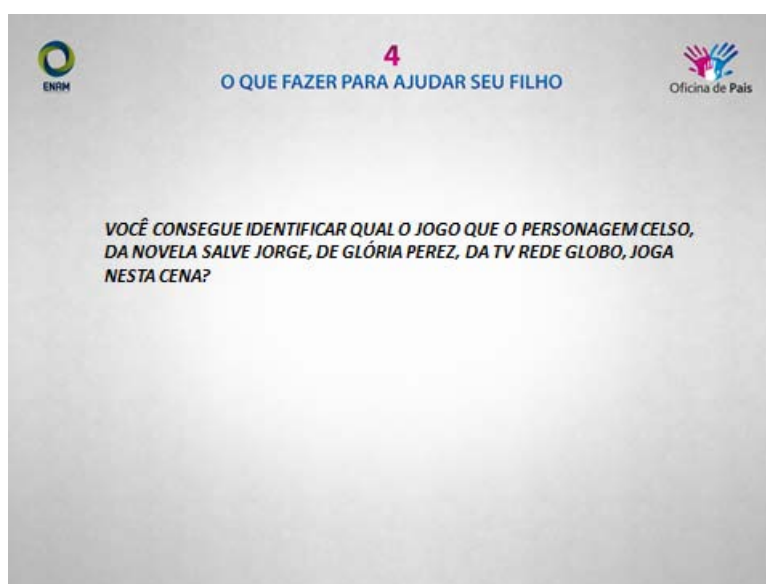 4
ENAM
O QUE FAZER PARA AJUDAR SEU FILHO
Oficina de Pais
VOCÊ CONSEGUE IDENTIFICAR QUAL O JOGO QUE O PERSONAGEM CELSO,
DA NOVELA SALVE JORGE, DE GLÓRIA PEREZ, DA TV REDE GLOBO, JOGA
NESTA CENA?